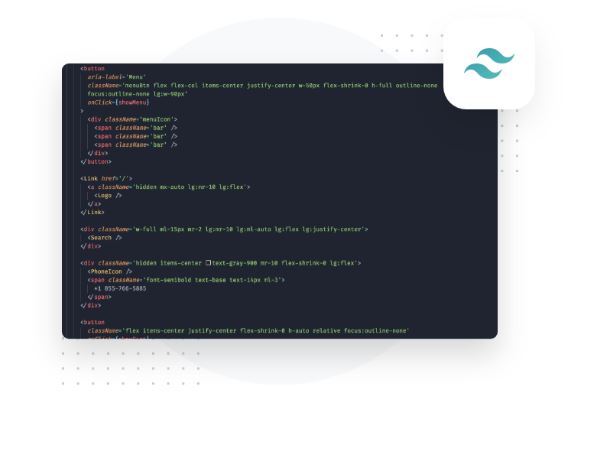 <button
aria-label='Menu'
className='menuBtn flex flex-col items-center justify-center w-50px flex-shrink-0 h-full outline-none
focus:outline-none lg:w-90px'
onClick={showMenu}
>
<div className='menuIcon'>
<span className='bar' />
<span className='bar' />
<span className='bar' />
</div>
</button>
<Link href='/'>
<a className='hidden mx-auto lg:mr-10 lg:flex'>
<Logo />
</a>
</Link>
<div className='w-full ml-15px mr-2 lg:mr-10 lg:ml-auto lg:flex lg:justify-center'>
<Search />
</div>
<div className='hidden items-center text-gray-900 mr-10 flex-shrink-0 lg:flex'>
<PhoneIcon />
<span className='font-semibold text-base text-14px ml-3'>
+1 855-766-5885
</span>
</div>
<button
className='flex items-center justify-center flex-shrink-0 h-auto relative focus:outline-none'